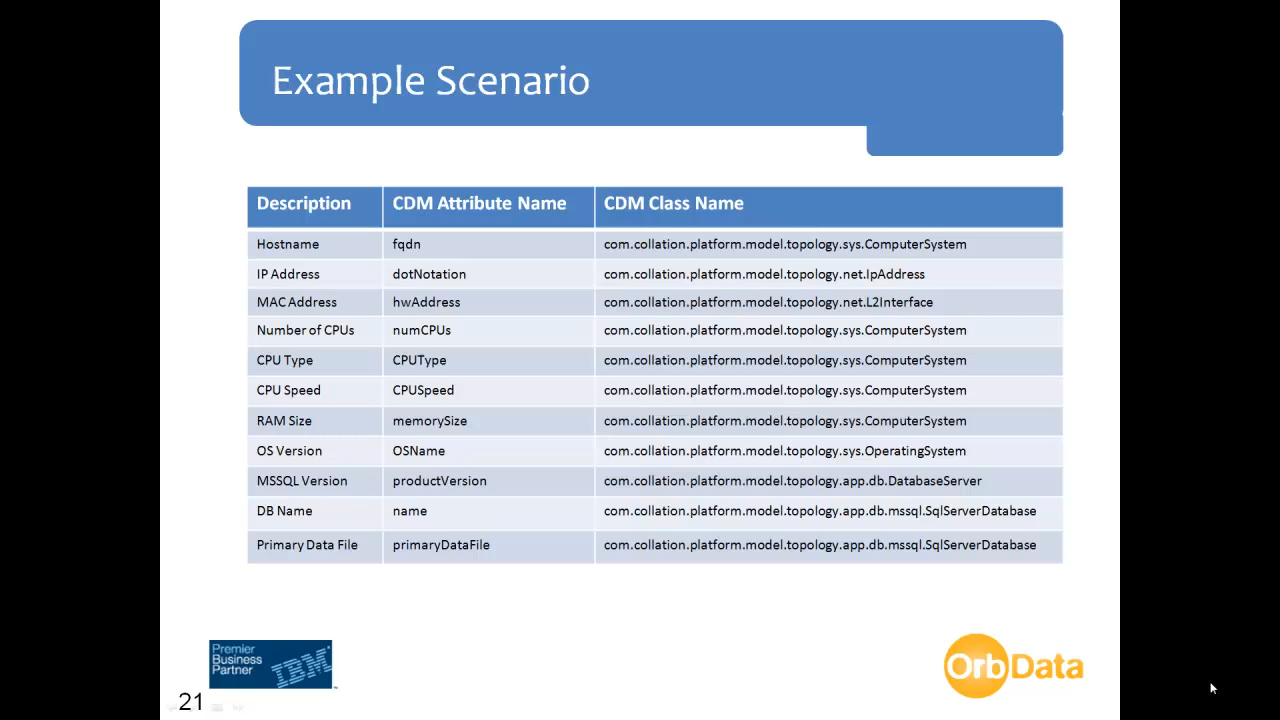 Example Scenario
Description CDM Attribute Name CDM Class Name
Hostname fqdn com.collation.platform.model.topology.sys.ComputerSystem
IP Address dotNotation com.collation.platform.model.topology.net.IpAddress
MAC Address hwAddress com.collation.platform.model.topology.net.L2Interface
Number of CPUs numCPUs com.collation.platform.model.topology.sys.ComputerSystem
CPU Type CPUType com.collation.platform.model.topology.sys.ComputerSystem
CPU Speed CPUSpeed com.collation.platform.model.topology.sys.ComputerSystem
RAM Size memorySize com.collation.platform.model.topology.sys.ComputerSystem
OS Version OSName com.collation.platform.model.topology.sys.OperatingSystem
MSSQL Version productVersion com.collation.platform.model.topology.app.db.DatabaseServer
DB Name name com.collation.platform.model.topology.app.db.mssql.SqlServerDatabase
Primary Data File primaryDataFile com.collation.platform.model.topology.app.db.mssql.SqlServerDatabase
Premier
Business
Partner IBM
OrbData
21